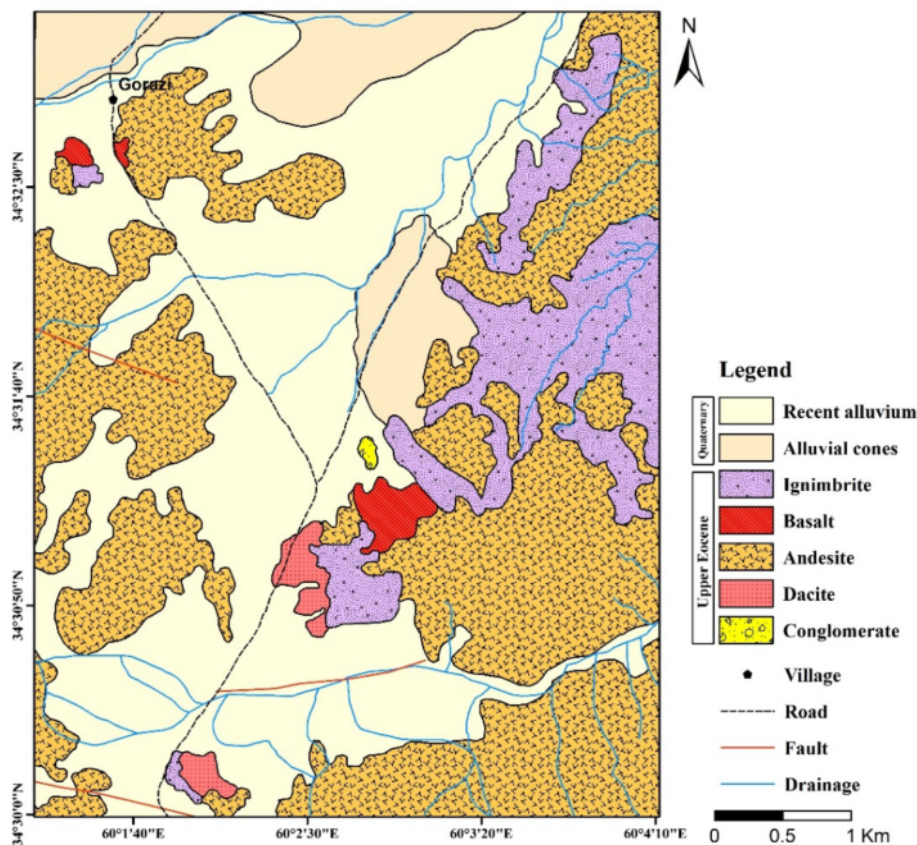 N
Gorazi
34°32'30"N
34°31'40"N
34°30'50"N
34°30'0"N
60°1'40"E
60°2'30"E
60°3'20"E
60°4'10"E
Legend
Quaternary
Recent alluvium
Alluvial cones
Upper Eocene
Ignimbrite
Basalt
Andesite
Dacite
Conglomerate
Village
Road
Fault
Drainage
0 0.5 1 Km